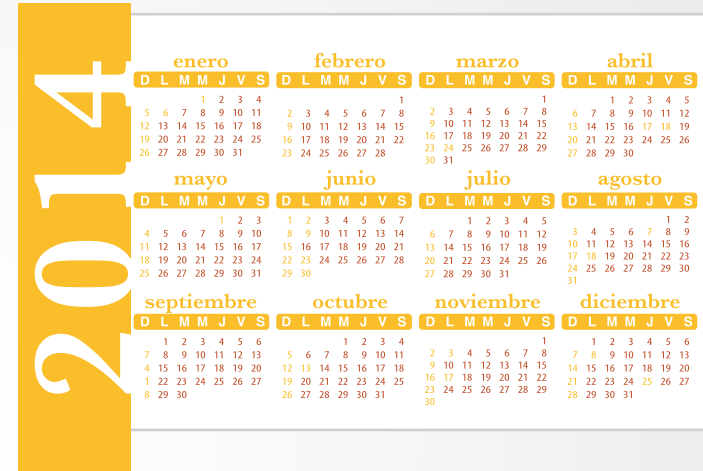 2014
enero
D L M M J V S
1 2 3 4
5 6 7 8 9 10 11
12 13 14 15 16 17 18
19 20 21 22 23 24 25
26 27 28 29 30 31
febrero
D L M M J V S
1
2 3 4 5 6 7 8
9 10 11 12 13 14 15
16 17 18 19 20 21 22
23 24 25 26 27 28
marzo
D L M M J V S
1
2 3 4 5 6 7 8
9 10 11 12 13 14 15
16 17 18 19 20 21 22
23 24 25 26 27 28 29
30 31
abril
D L M M J V S
1 2 3 4 5
6 7 8 9 10 11 12
13 14 15 16 17 18 19
20 21 22 23 24 25 26
27 28 29 30
mayo
D L M M J V S
1 2 3
4 5 6 7 8 9 10
11 12 13 14 15 16 17
18 19 20 21 22 23 24
25 26 27 28 29 30 31
junio
D L M M J V S
1 2 3 4 5 6 7
8 9 10 11 12 13 14
15 16 17 18 19 20 21
22 23 24 25 26 27 28
29 30
julio
D L M M J V S
1 2 3 4 5
6 7 8 9 10 11 12
13 14 15 16 17 18 19
20 21 22 23 24 25 26
27 28 29 30 31
agosto
D L M M J V S
1 2
3 4 5 6 7 8 9
10 11 12 13 14 15 16
17 18 19 20 21 22 23
24 25 26 27 28 29 30
31
septiembre
D L M M J V S
1 2 3 4 5 6
7 8 9 10 11 12 13
4 15 16 17 18 19 20
1 22 23 24 25 26 27
8 29 30
octubre
D L M M J V S
1 2 3 4
5 6 7 8 9 10 11
12 13 14 15 16 17 18
19 20 21 22 23 24 25
26 27 28 29 30 31
noviembre
D L M M J V S
1
2 3 4 5 6 7 8
9 10 11 12 13 14 15
16 17 18 19 20 21 22
23 24 25 26 27 28 29
30
diciembre
D L M M J V S
1 2 3 4 5 6
7 8 9 10 11 12 13
14 15 16 17 18 19 20
21 22 23 24 25 26 27
28 29 30 31